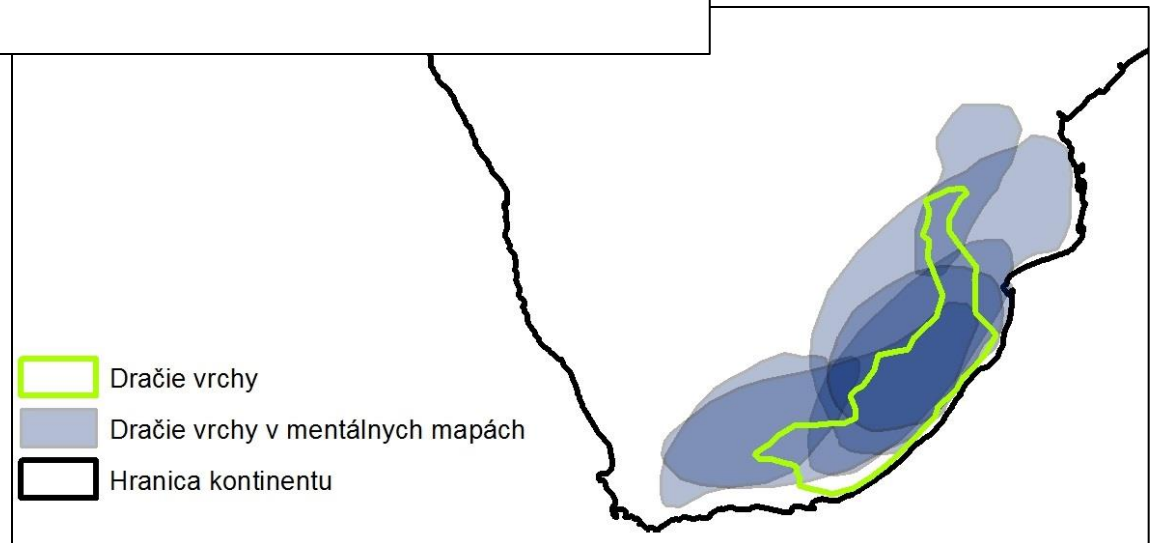 Dračie vrchy
Dračie vrchy v mentálnych mapách
Hranica kontinentu